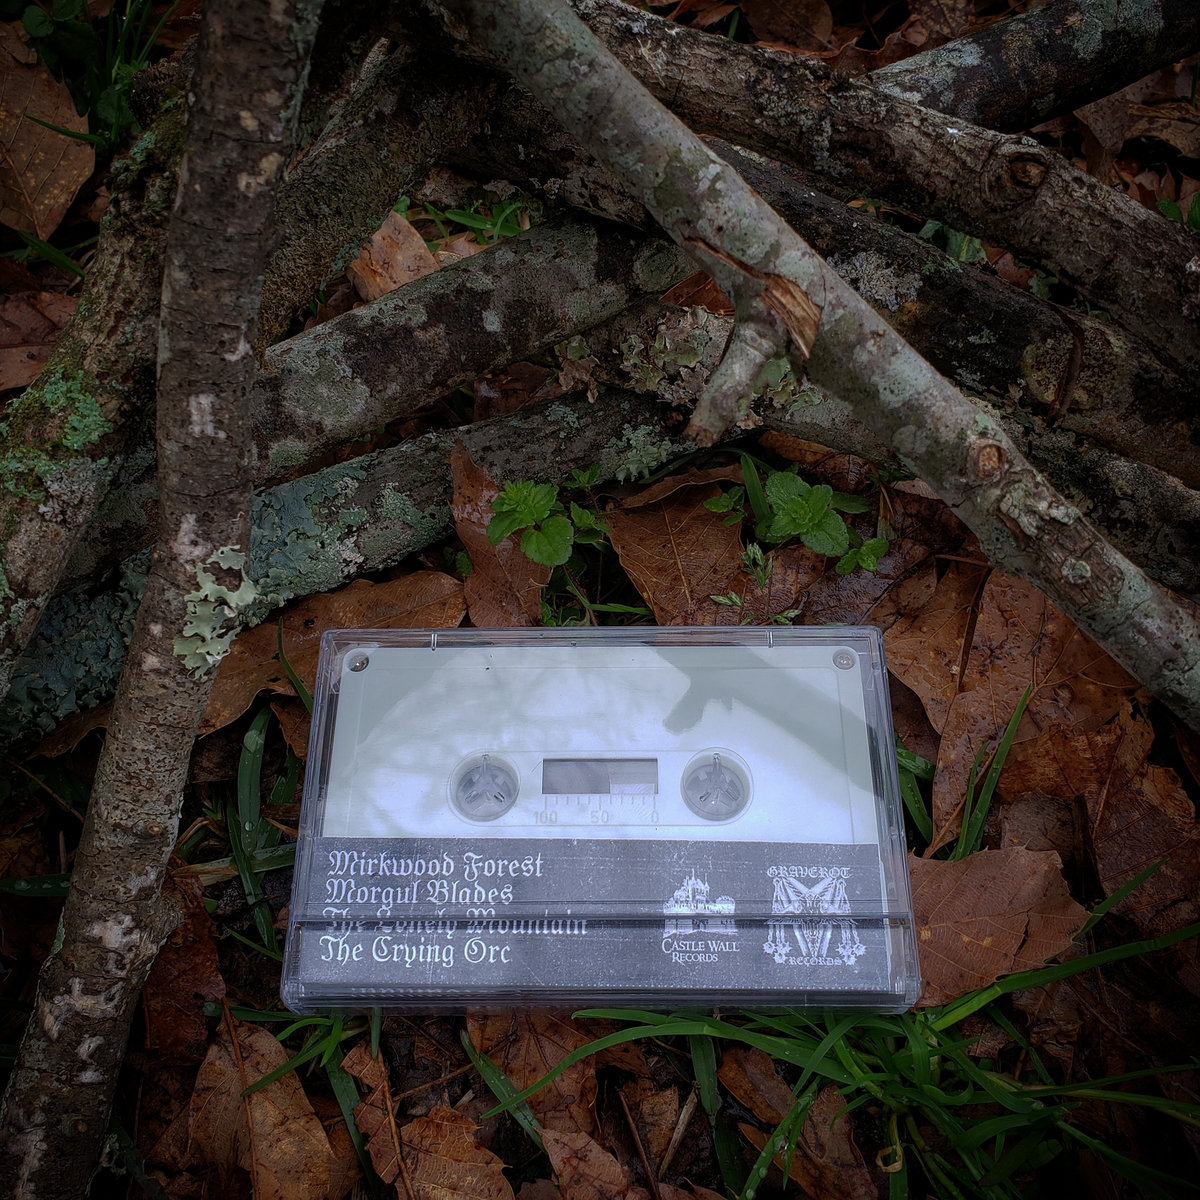 100 50 0
Mirkwood Forest
Morgul Blades
The Lonely Mountain
The Crying Orc
CASTLE WALL
RECORDS
GRAVEROT
RECORDS